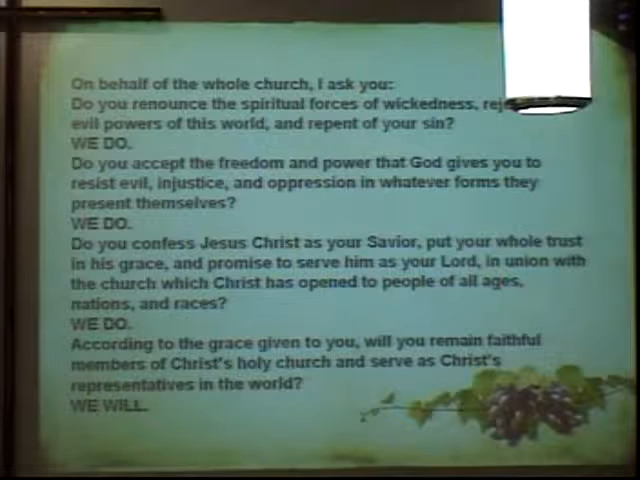 On behalf of the whole church, I ask you:
Do you renounce the spiritual forces of wickedness,
evil powers of this world, and repent of your sin?
WE DO.
Do you accept the freedom and power that God gives you to
resist evil, injustice, and oppression in whatever forms they
present themselves?
WE DO.
Do you confess Jesus Christ as your Savior, put your whole trust
in his grace, and promise to serve him as your Lord, in union with
the church which Christ has opened to people of all ages,
nations, and races?
WE DO.
According to the grace given to you, will you remain faithful
members of Christ's holy church and serve as Christ's
representatives in the world?
WE WILL.